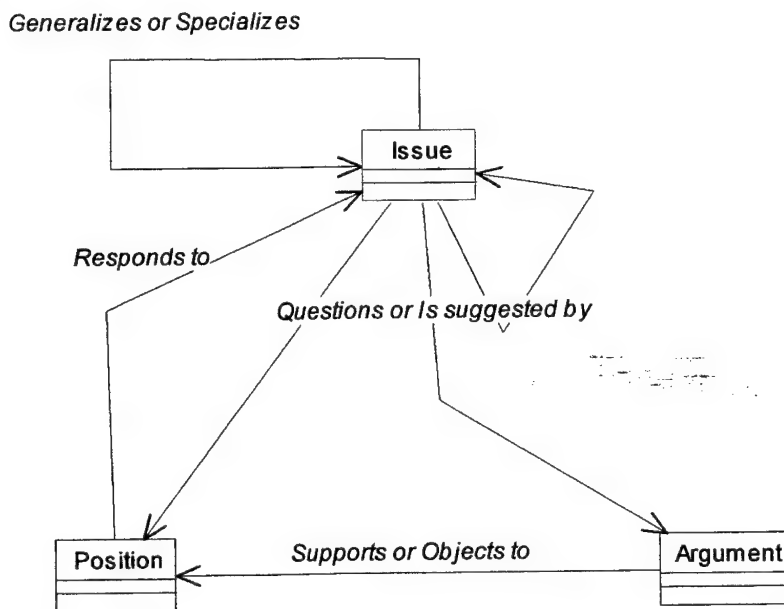 Generalizes or Specializes
Issue
Responds to
Questions or Is suggested by
Position
Supports or Objects to
Argument